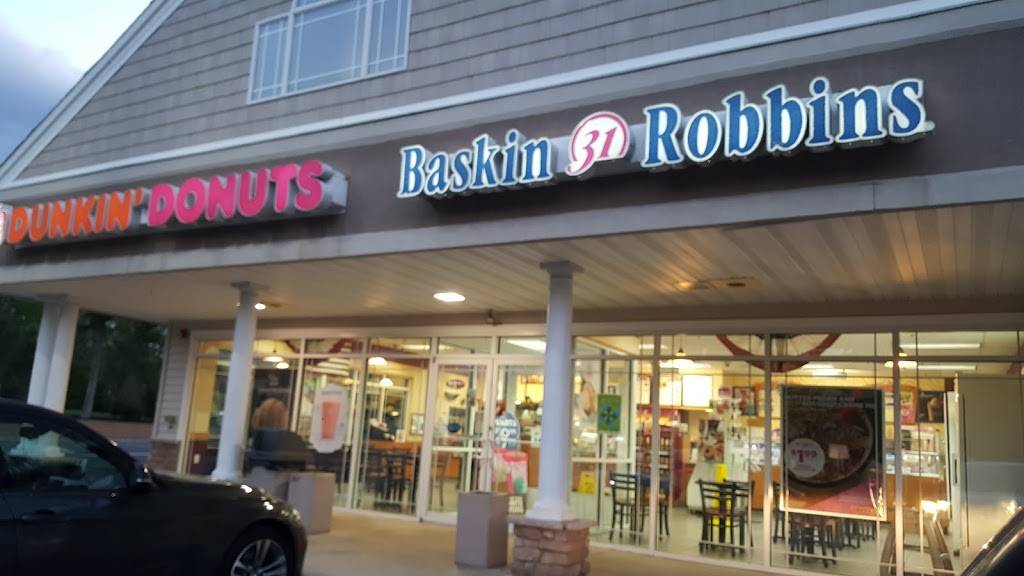 DUNKIN' DONUTS
Baskin 31 Robbins
$1.99